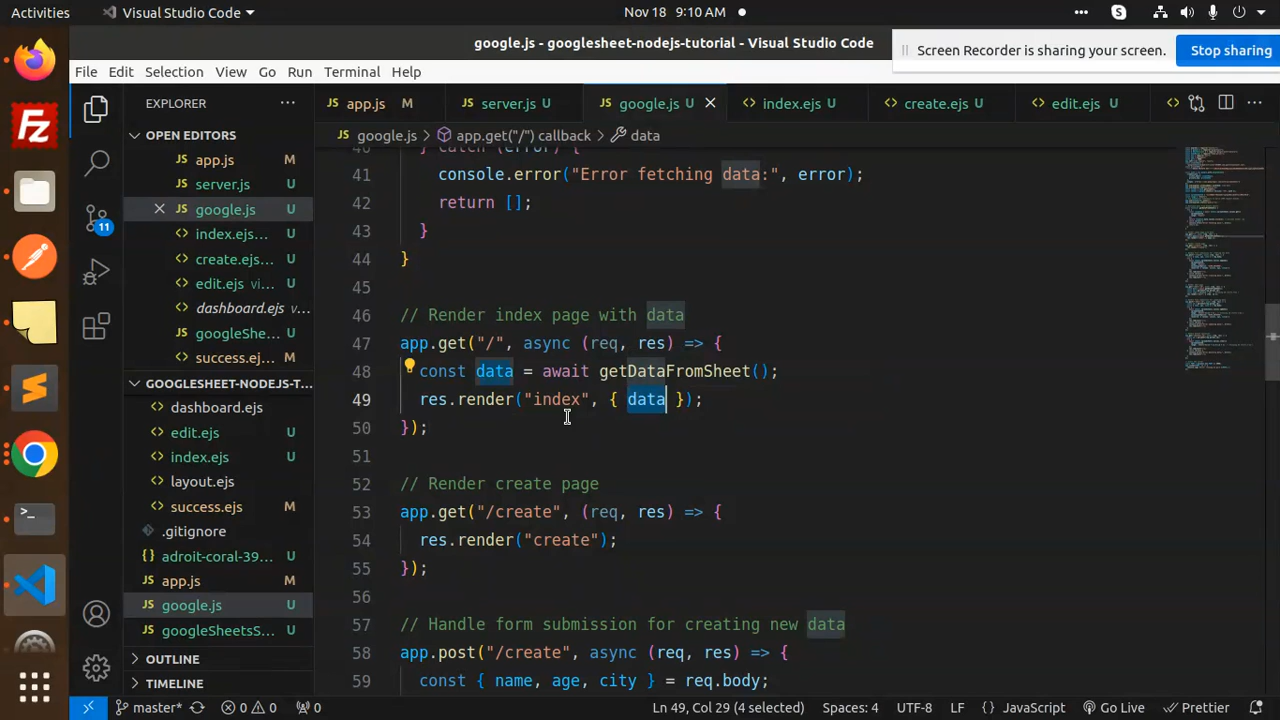 Activities
Visual Studio Code
Nov 18 9:10 AM
google.js - googlesheet-nodejs-tutorial - Visual Studio Code
Screen Recorder is sharing your screen.
Stop sharing
File Edit Selection View Go Run Terminal Help
EXPLORER
app.js M
server.js U
google.js U
index.ejs U
create.ejs U
edit.ejs U
google.js > app.get("/") callback > data
OPEN EDITORS
app.js M
server.js U
google.js U
index.ejs... U
create.ejs... U
edit.ejs vi... U
dashboard.ejs vi...
googleShe... U
success.ej... M
GOOGLESHEET-NODEJS-T...
dashboard.ejs
edit.ejs U
index.ejs U
layout.ejs
success.ejs M
.gitignore
adroit-coral-39... U
app.js M
google.js U
googleSheetsS... U
OUTLINE
TIMELINE
11
41 console.error("Error fetching data:", error);
42 return [];
43 }
44 }
45
46 // Render index page with data
47 app.get("/", async (req, res) => {
48 const data = await getDataFromSheet();
49 res.render("index", { data });
50 });
51
52 // Render create page
53 app.get("/create", (req, res) => {
54 res.render("create");
55 });
56
57 // Handle form submission for creating new data
58 app.post("/create", async (req, res) => {
59 const { name, age, city } = req.body;
master* 0 0 0 Ln 49, Col 29 (4 selected) Spaces: 4 UTF-8 LF {} JavaScript Go Live Prettier